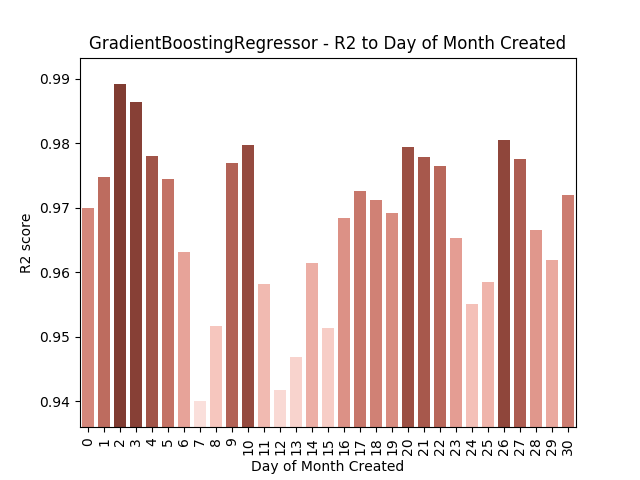 GradientBoostingRegressor - R2 to Day of Month Created
0.99
0.98
0.97
0.96
0.95
0.94
R2 score
0 1 2 3 4 5 6 7 8 9 10 11 12 13 14 15 16 17 18 19 20 21 22 23 24 25 26 27 28 29 30
Day of Month Created